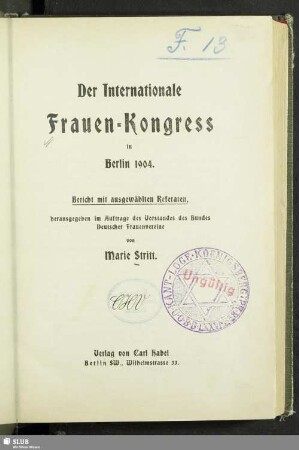 F. 13
Der Internationale
Frauen-Kongress
in
Berlin 1904.
Bericht mit ausgewählten Referaten,
herausgegeben im Auftrage des Vorstandes des Bundes
Deutscher Frauenvereine
von
Marie Stritt.
Ungültig
Verlag von Carl Habel
Berlin SW., Wilhelmstrasse 33.
SLUB